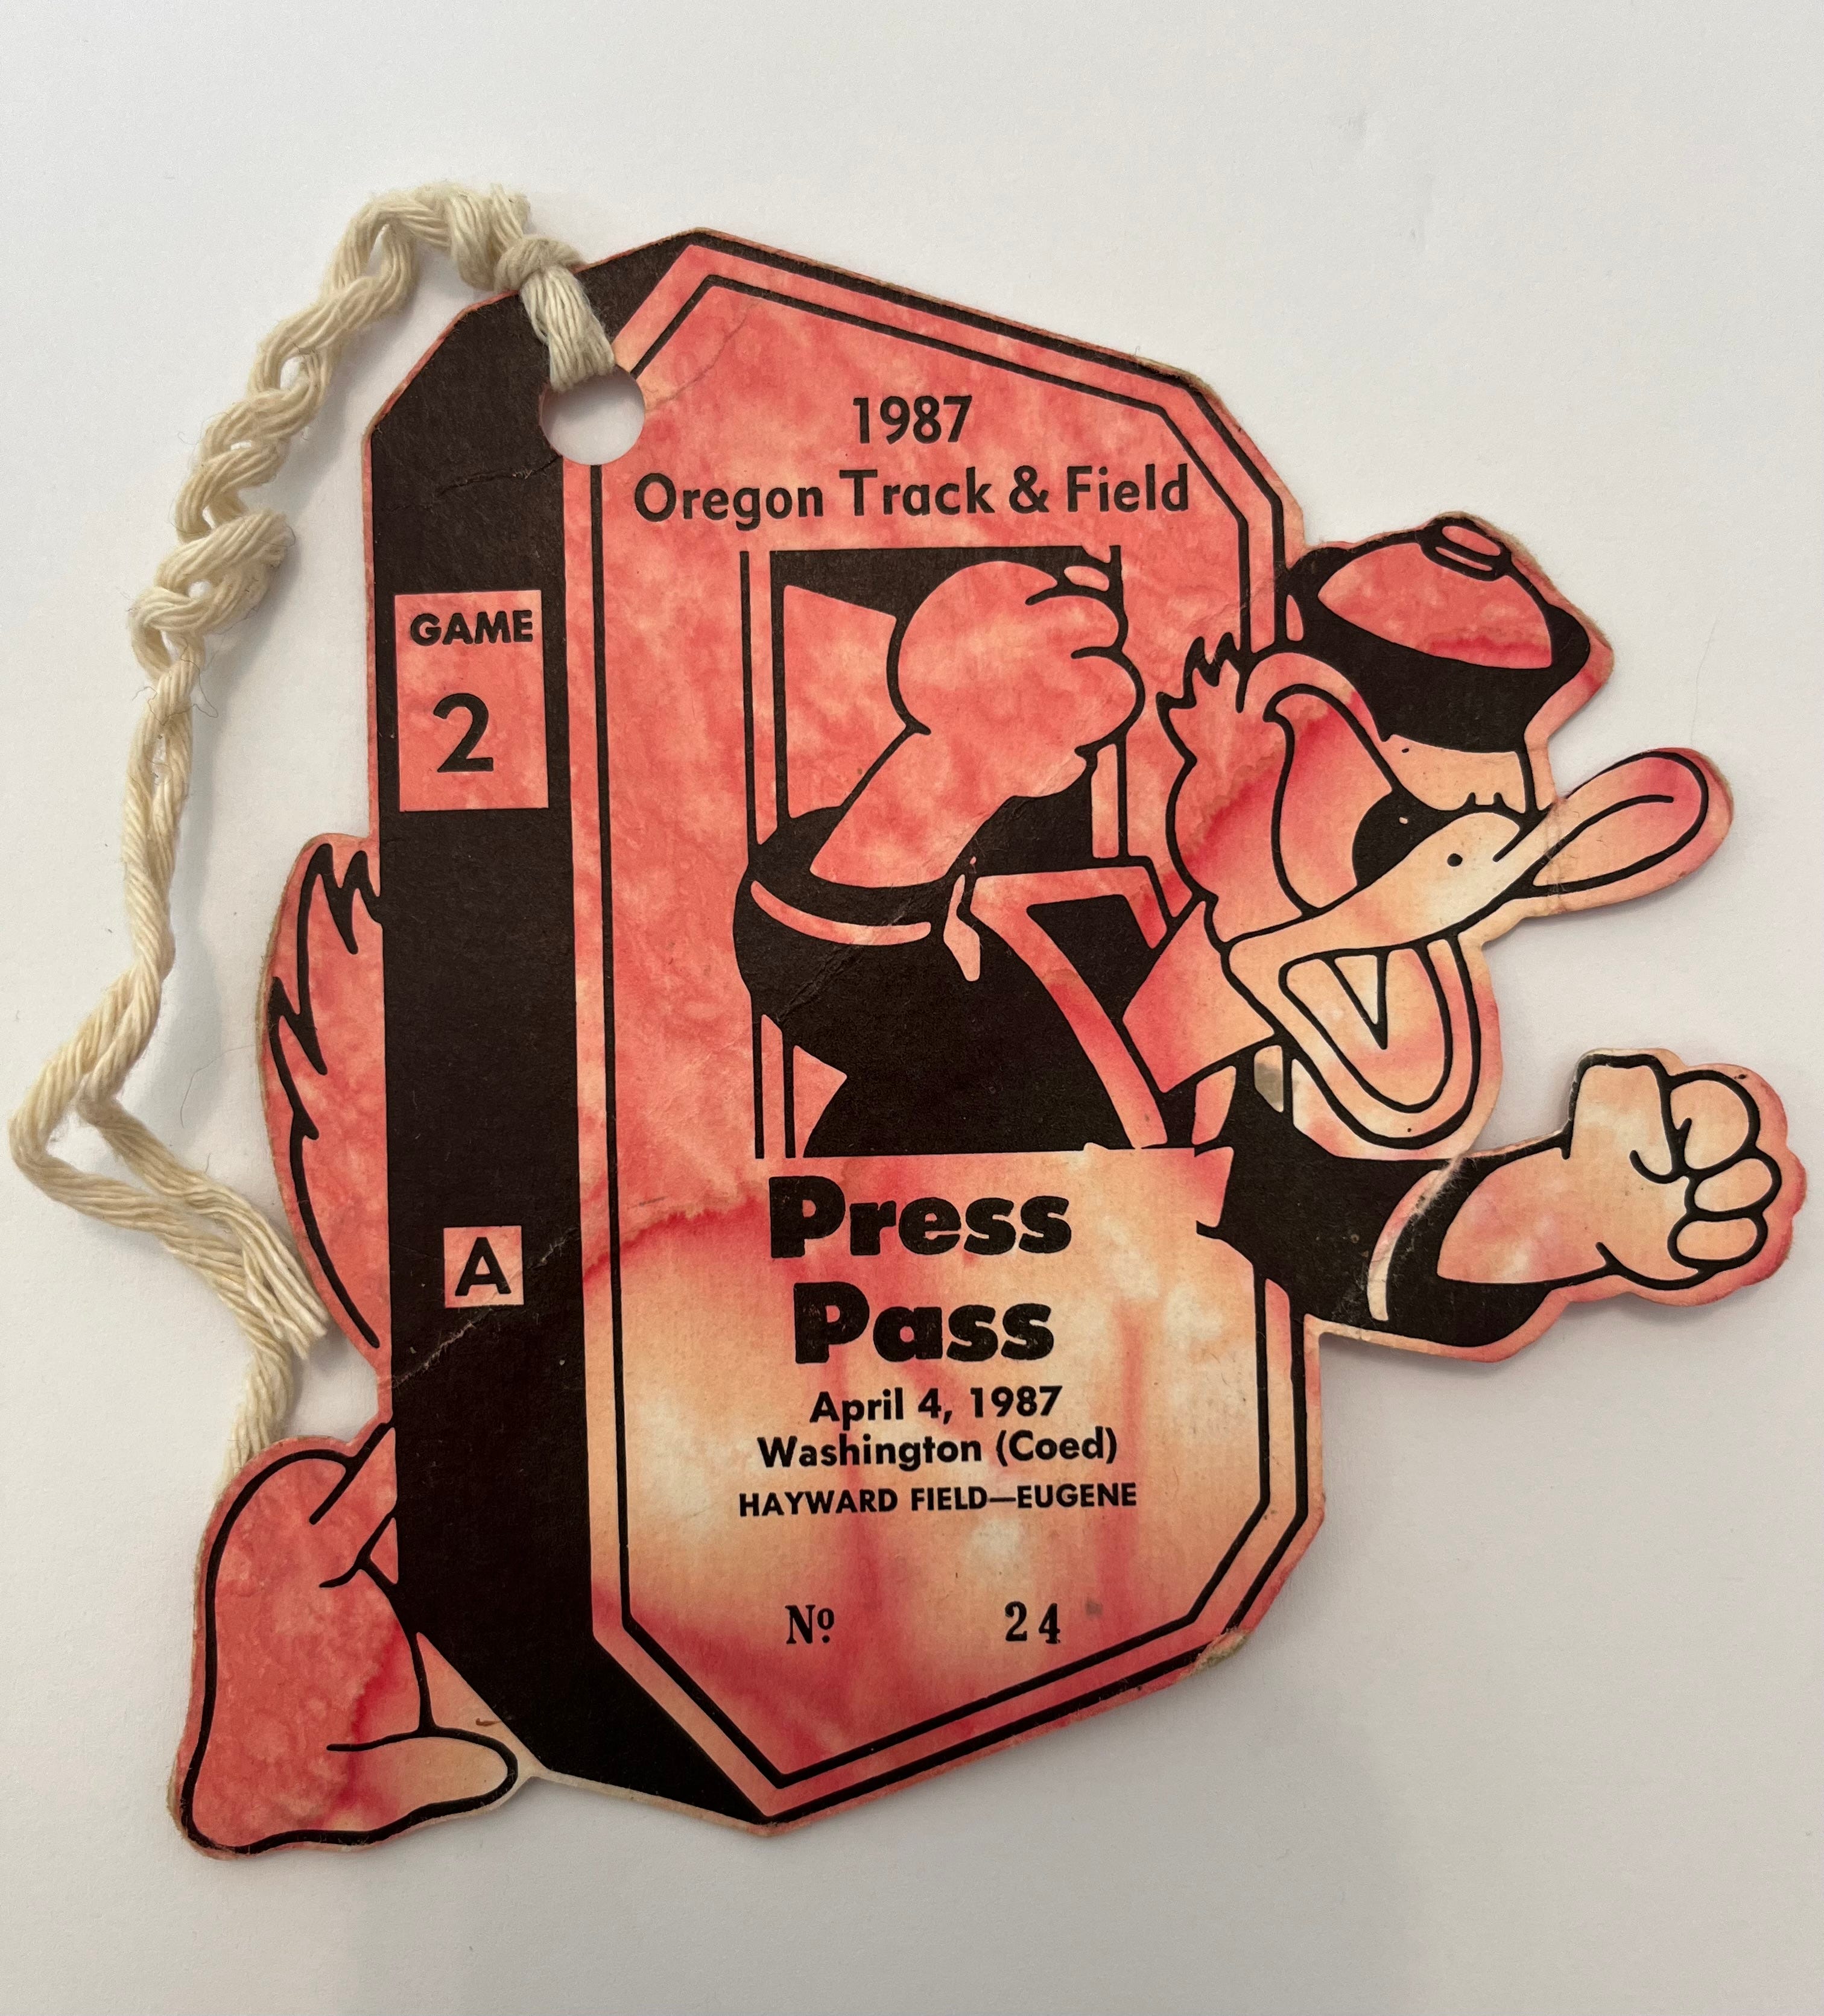 1987
Oregon Track & Field
GAME
2
A
Press
Pass
April 4, 1987
Washington (Coed)
HAYWARD FIELD—EUGENE
Nº 24